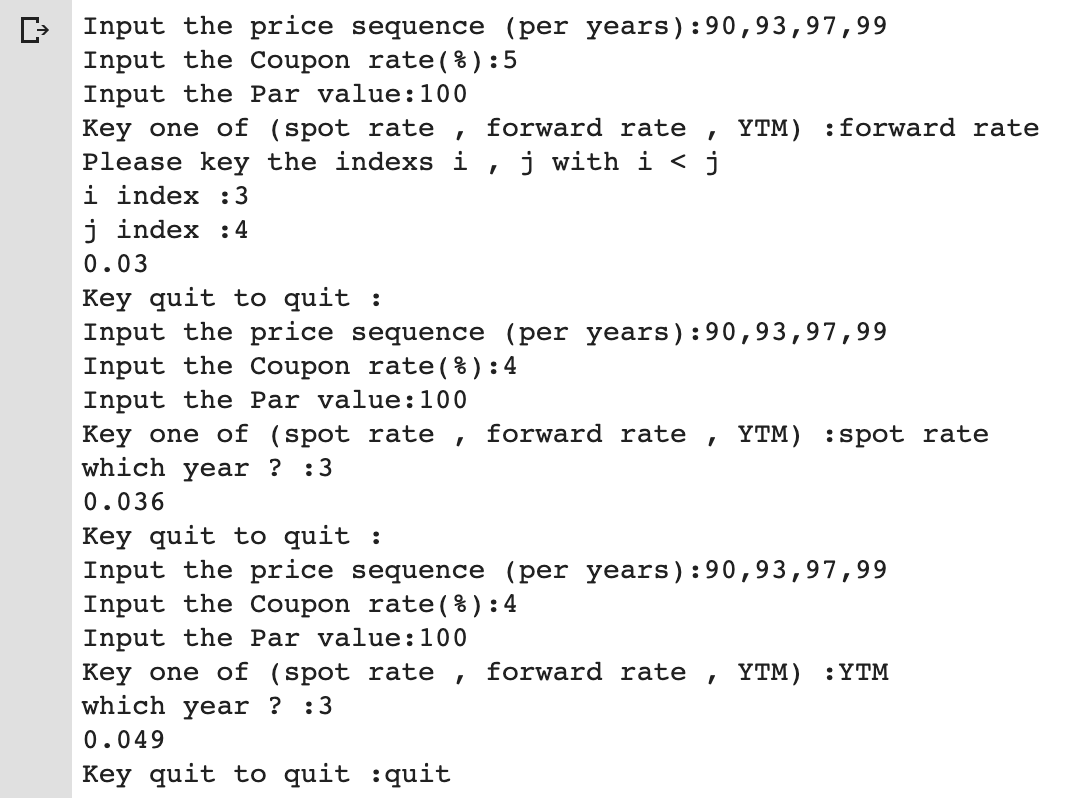 Input the price sequence (per years):90,93,97,99
Input the Coupon rate(%):5
Input the Par value:100
Key one of (spot rate , forward rate , YTM) :forward rate
Please key the indexs i , j with i < j
i index :3
j index :4
0.03
Key quit to quit :
Input the price sequence (per years):90,93,97,99
Input the Coupon rate(%):4
Input the Par value:100
Key one of (spot rate , forward rate , YTM) :spot rate
which year ? :3
0.036
Key quit to quit :
Input the price sequence (per years):90,93,97,99
Input the Coupon rate(%):4
Input the Par value:100
Key one of (spot rate , forward rate , YTM) :YTM
which year ? :3
0.049
Key quit to quit :quit